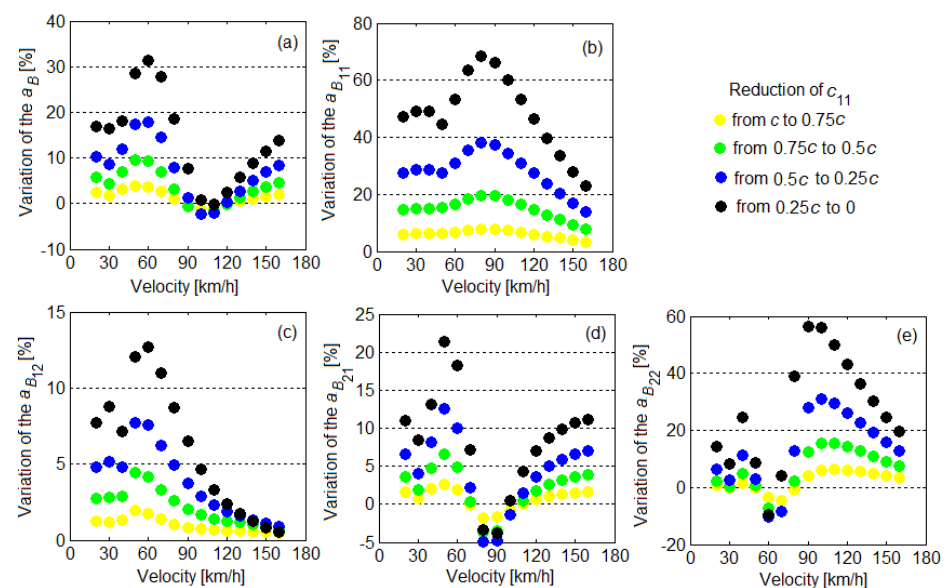 40
30
20
10
0
-10
0 30 60 90 120 150 180
Velocity [km/h]
Variation of the a_B [%]
(a)
80
60
40
20
0
0 30 60 90 120 150 180
Velocity [km/h]
Variation of the a_B_11 [%]
(b)
Reduction of c_11
from c to 0.75c
from 0.75c to 0.5c
from 0.5c to 0.25c
from 0.25c to 0
15
10
5
0
0 30 60 90 120 150 180
Velocity [km/h]
Variation of the a_B_12 [%]
(c)
25
20
15
10
5
0
-5
0 30 60 90 120 150 180
Velocity [km/h]
Variation of the a_B_21 [%]
(d)
60
40
20
0
-20
0 30 60 90 120 150 180
Velocity [km/h]
Variation of the a_B_22 [%]
(e)